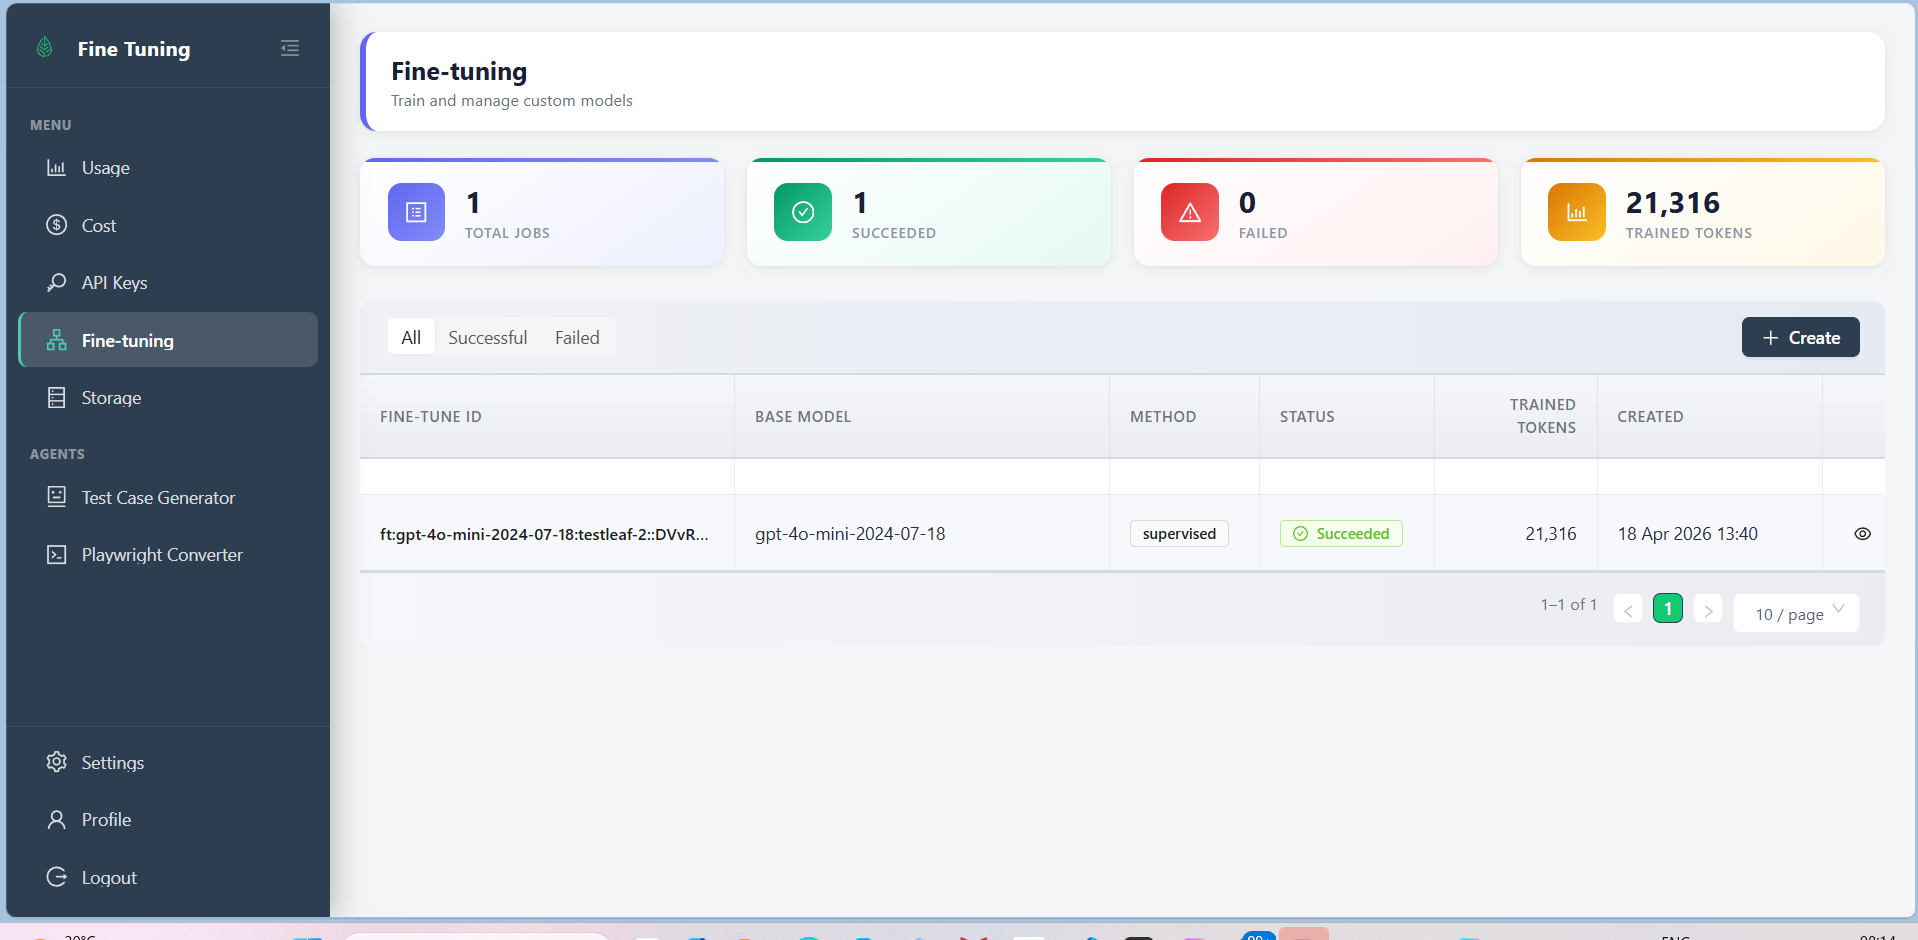 Fine Tuning
MENU
Usage
Cost
API Keys
Fine-tuning
Storage
AGENTS
Test Case Generator
Playwright Converter
Settings
Profile
Logout
Fine-tuning
Train and manage custom models
1
TOTAL JOBS
1
SUCCEEDED
0
FAILED
21,316
TRAINED TOKENS
All Successful Failed
+ Create
FINE-TUNE ID BASE MODEL METHOD STATUS TRAINED TOKENS CREATED
ft:gpt-4o-mini-2024-07-18:testleaf-2::DVvR... gpt-4o-mini-2024-07-18 supervised Succeeded 21,316 18 Apr 2026 13:40
1–1 of 1 < 1 > 10 / page